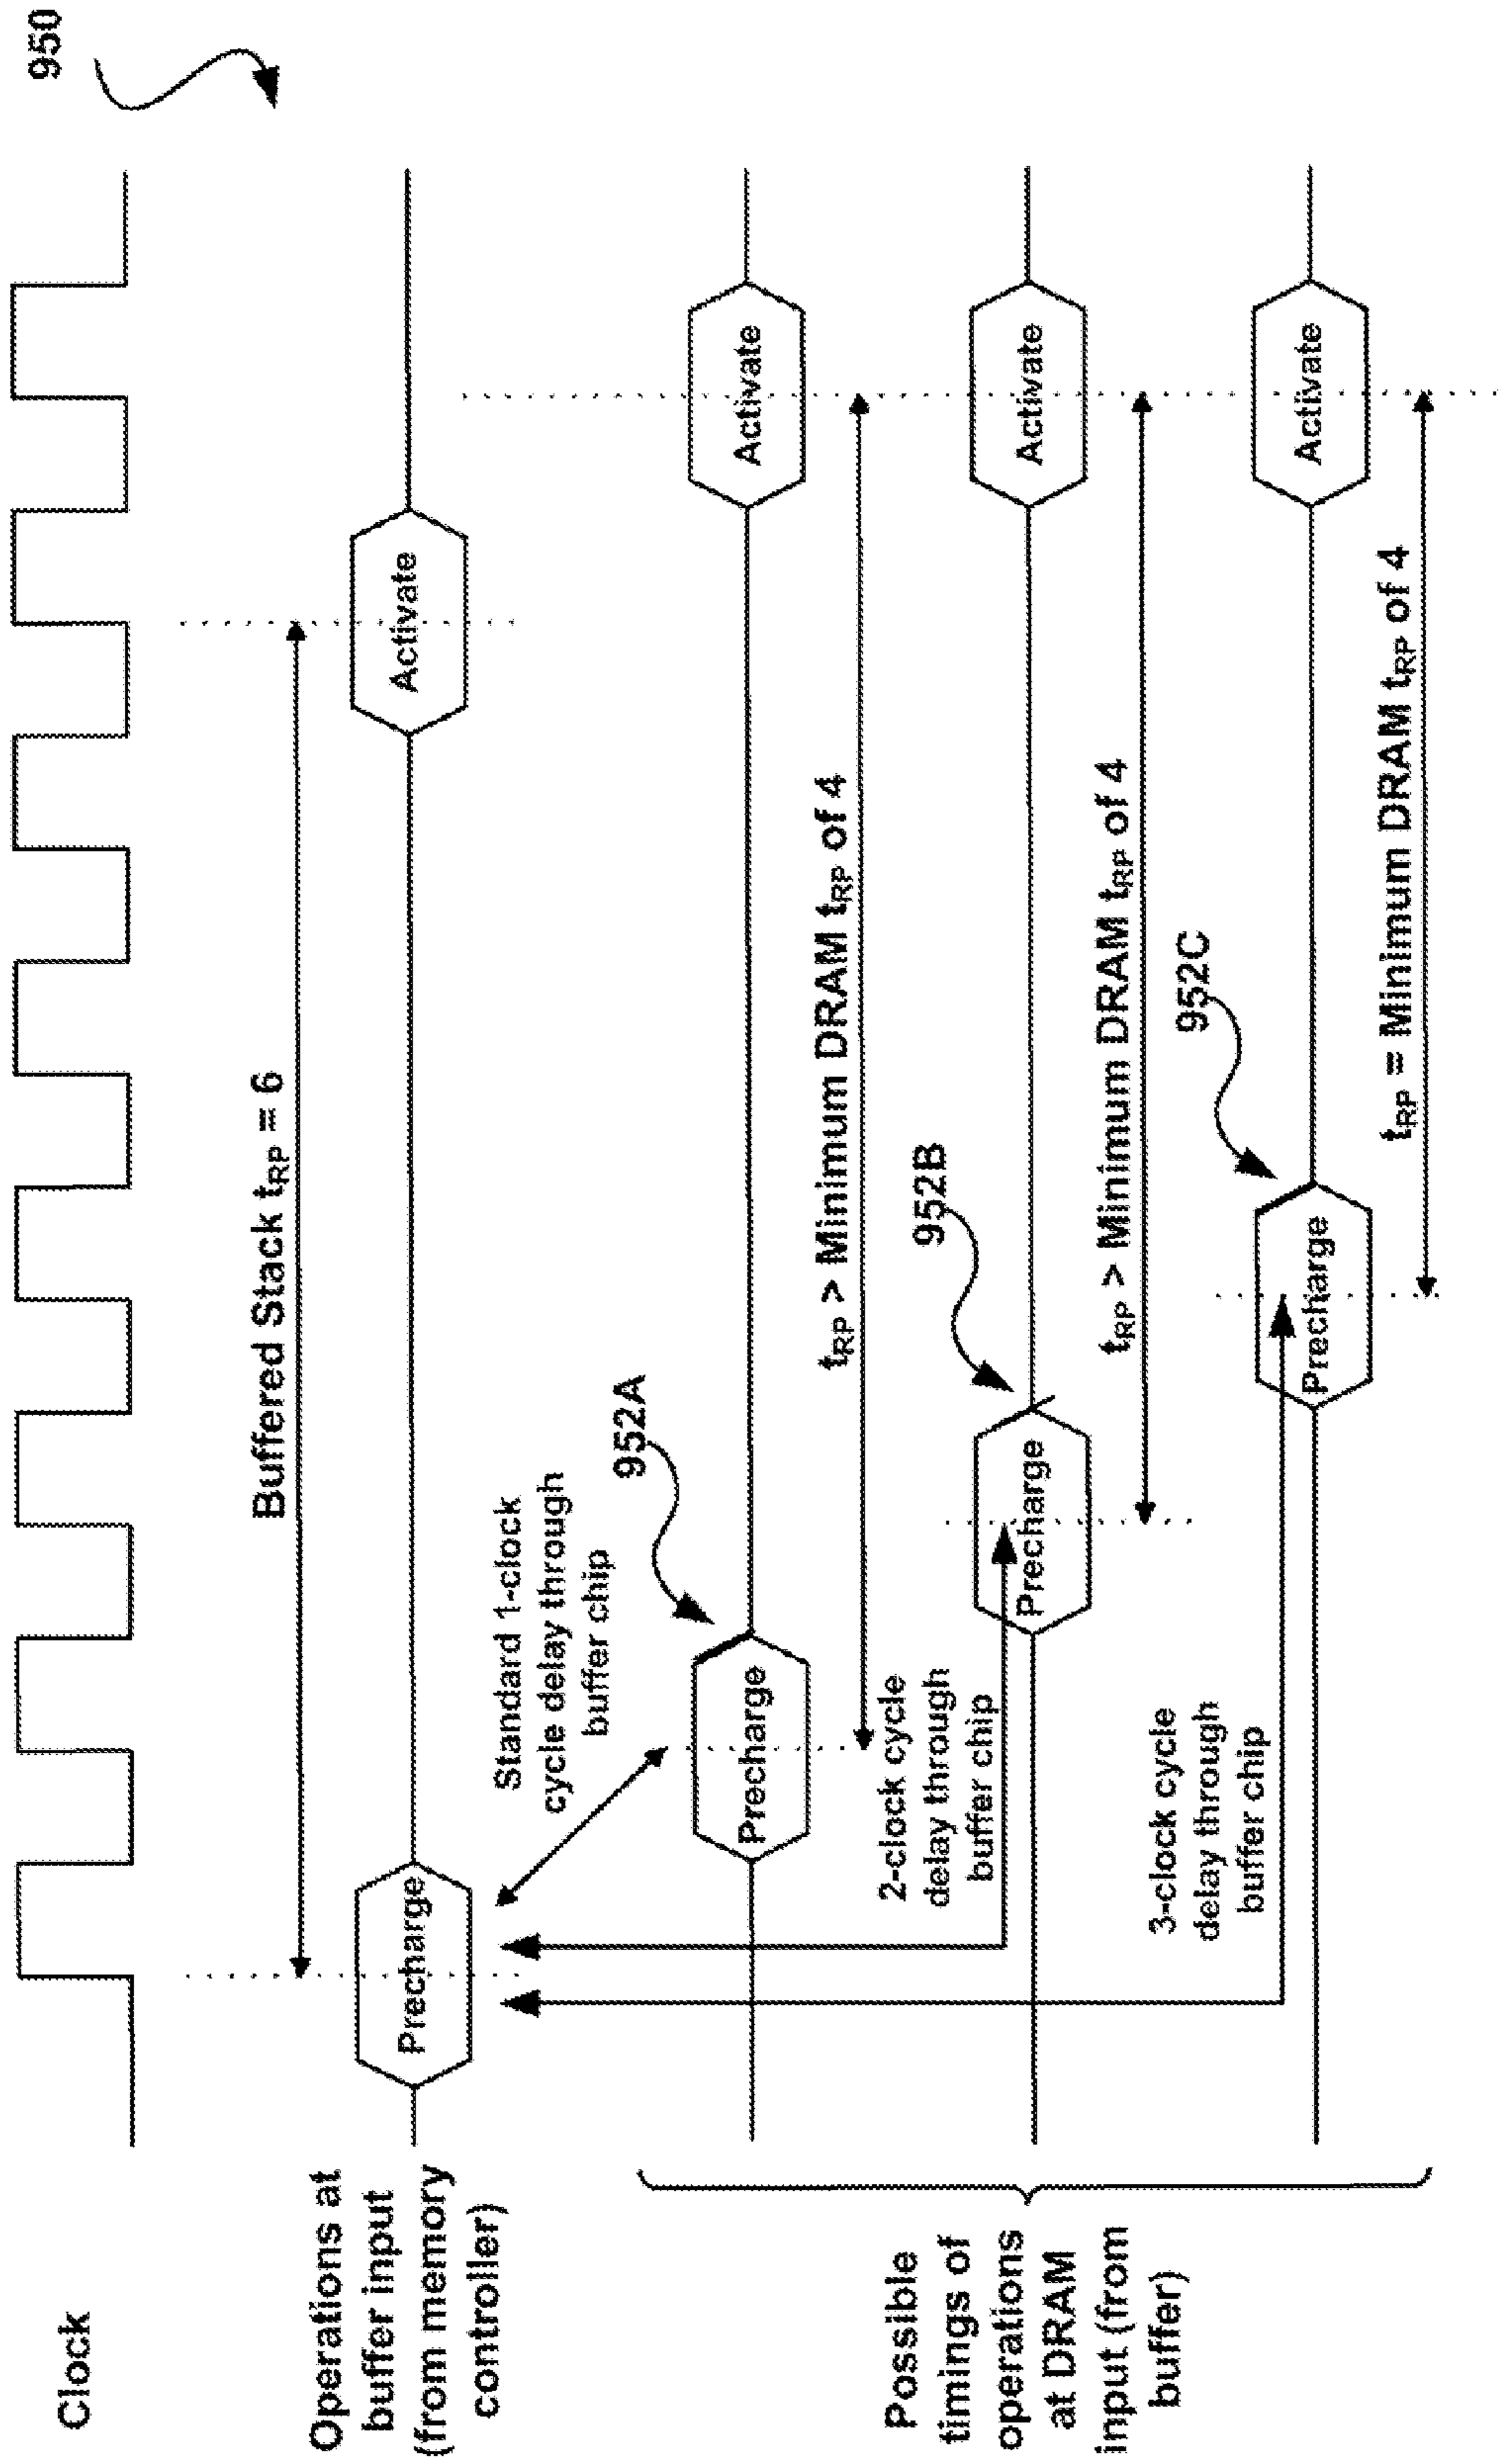 950
Clock
Operations at
buffer input
(from memory
controller)
Precharge
Activate
Buffered Stack tRP = 6
Standard 1-clock
cycle delay through
buffer chip
952A
Precharge
Activate
tRP > Minimum DRAM tRP of 4
Possible
timings of
operations
at DRAM
input (from
buffer)
2-clock cycle
delay through
buffer chip
952B
Precharge
Activate
tRP > Minimum DRAM tRP of 4
3-clock cycle
delay through
buffer chip
952C
Precharge
Activate
tRP = Minimum DRAM tRP of 4